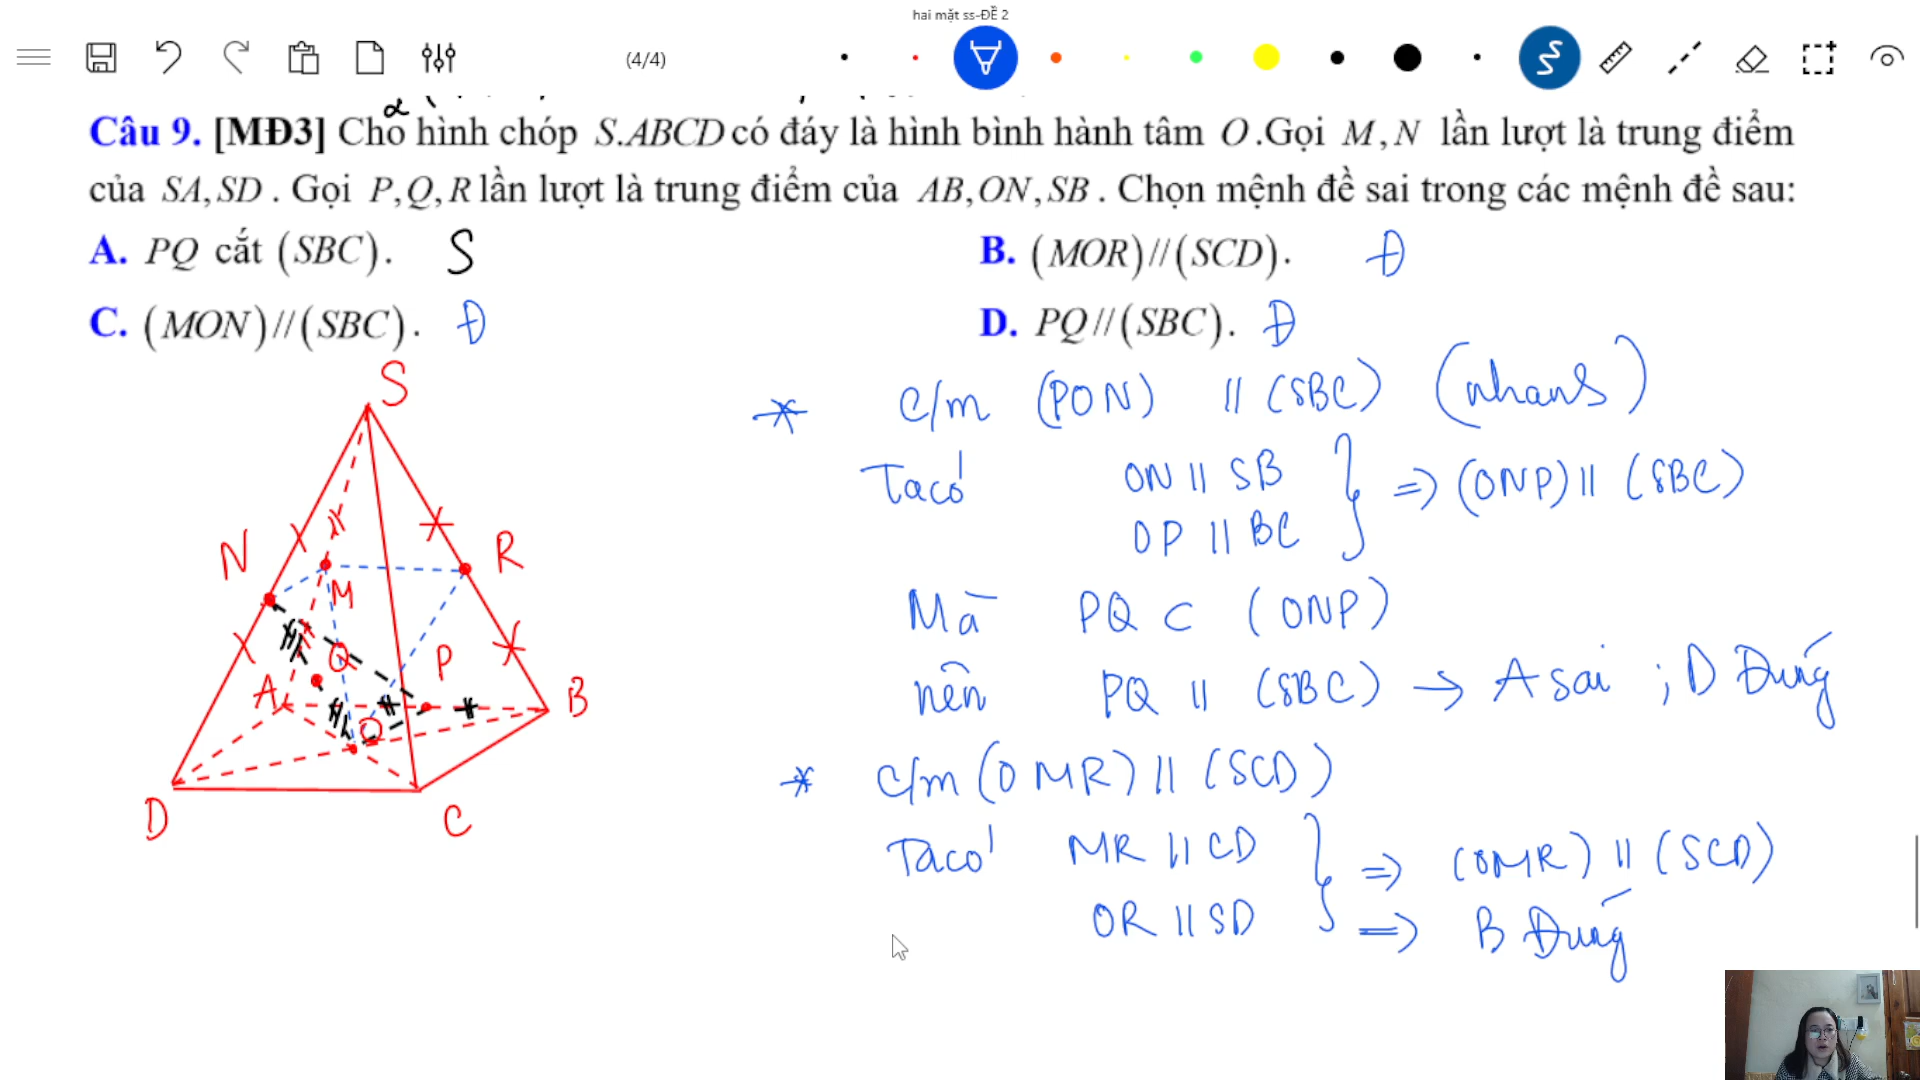 hai mặt ss-ĐỀ 2
(4/4)
α
Câu 9. [MĐ3] Cho hình chóp S.ABCD có đáy là hình bình hành tâm O.Gọi M,N lần lượt là trung điểm
của SA,SD. Gọi P,Q,R lần lượt là trung điểm của AB,ON,SB. Chọn mệnh đề sai trong các mệnh đề sau:
A. PQ cắt (SBC). S
B. (MOR)//(SCD). Đ
C. (MON)//(SBC). Đ
D. PQ//(SBC). Đ
S
N
R
M
Q
P
A
B
O
D
C
* C/m (PON) // (SBC) (nhanh)
Ta có ON // SB
OP // BC } => (ONP) // (SBC)
Mà PQ ⊂ (ONP)
nên PQ // (SBC) → A sai ; D Đúng
* C/m (OMR) // (SCD)
Ta có MR // CD
OR // SD } => (OMR) // (SCD)
=> B Đúng